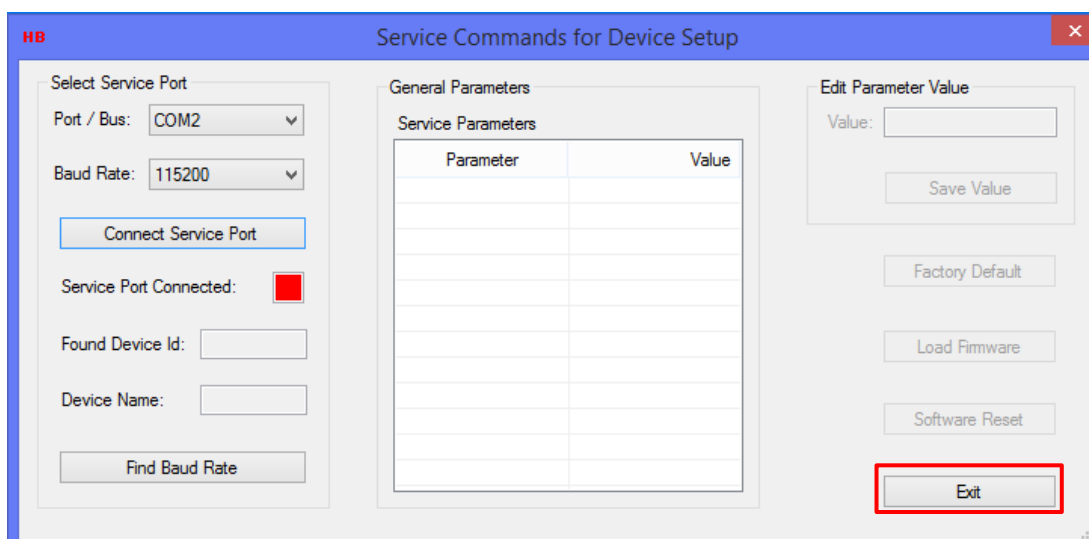 HB
Service Commands for Device Setup
Select Service Port
Port / Bus: COM2
Baud Rate: 115200
Connect Service Port
Service Port Connected:
Found Device Id:
Device Name:
Find Baud Rate
General Parameters
Service Parameters
Parameter Value
Edit Parameter Value
Value:
Save Value
Factory Default
Load Firmware
Software Reset
Exit